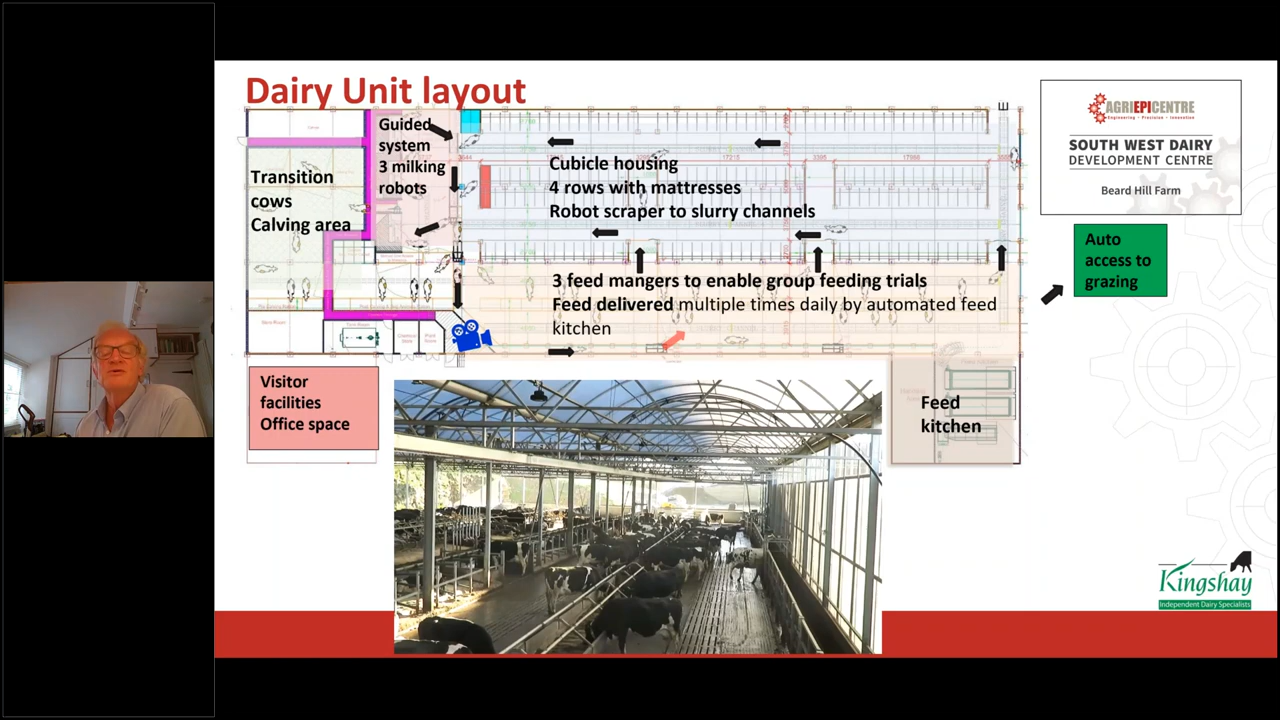 Dairy Unit layout
Guided
system
3 milking
robots
Transition
cows
Calving area
Cubicle housing
4 rows with mattresses
Robot scraper to slurry channels
3 feed mangers to enable group feeding trials
Feed delivered multiple times daily by automated feed
kitchen
Visitor
facilities
Office space
Feed
kitchen
AGRIEPICENTRE
Engineering • Precision • Innovation
SOUTH WEST DAIRY
DEVELOPMENT CENTRE
Beard Hill Farm
Auto
access to
grazing
Kingshay
Independent Dairy Specialists